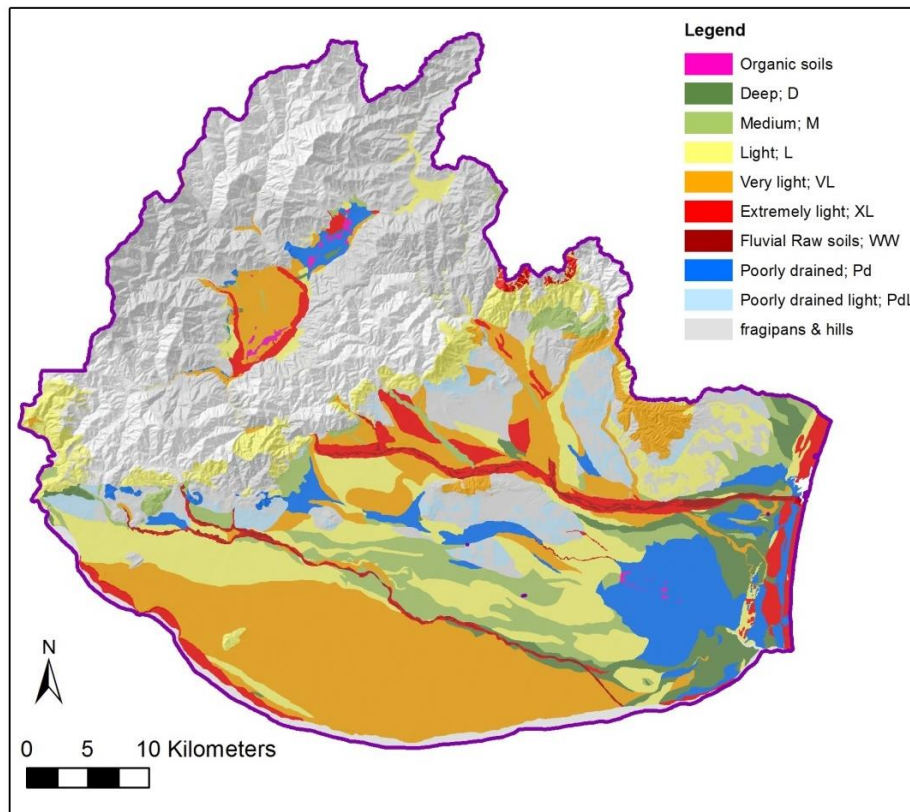 Legend
Organic soils
Deep; D
Medium; M
Light; L
Very light; VL
Extremely light; XL
Fluvial Raw soils; WW
Poorly drained; Pd
Poorly drained light; PdL
fragipans & hills
N
0 5 10 Kilometers